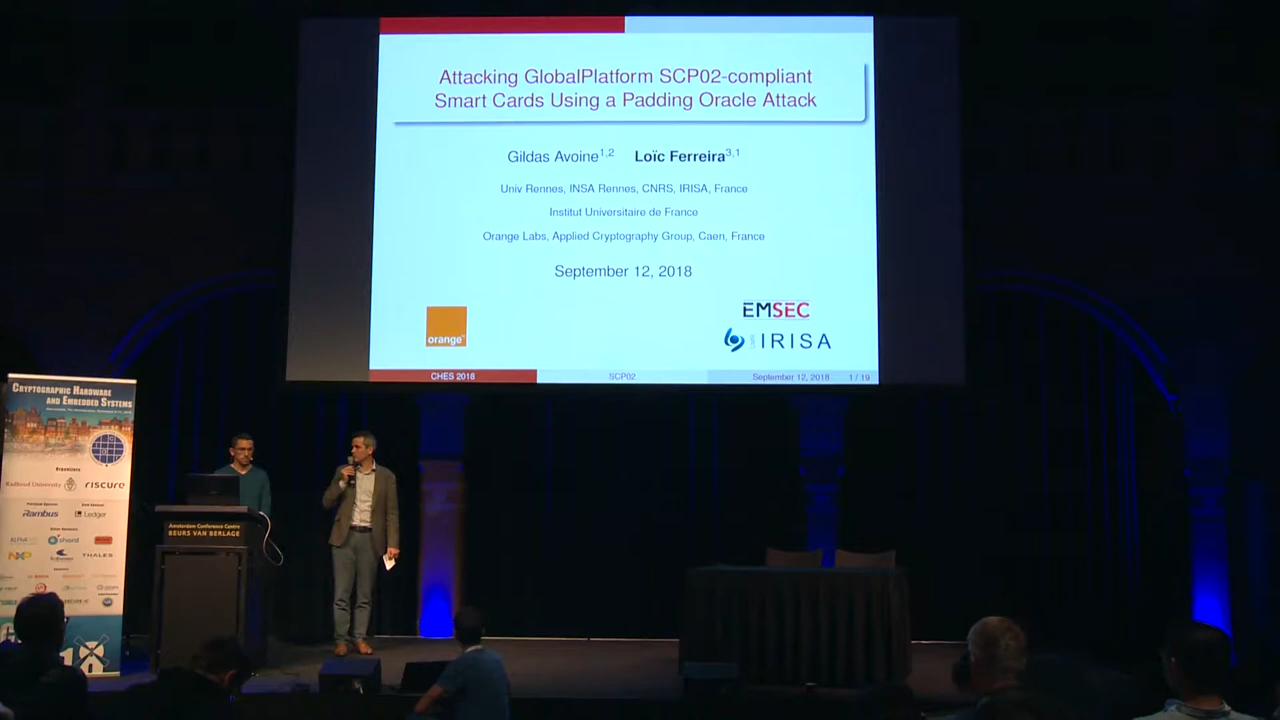 Attacking GlobalPlatform SCP02-compliant
Smart Cards Using a Padding Oracle Attack
Gildas Avoine1,2 Loïc Ferreira3,1
Univ Rennes, INSA Rennes, CNRS, IRISA, France
Institut Universitaire de France
Orange Labs, Applied Cryptography Group, Caen, France
September 12, 2018
orange
EMSEC
IRISA
CHES 2018 SCP02 September 12, 2018 1 / 19
CRYPTOGRAPHIC HARDWARE
AND EMBEDDED SYSTEMS
Organizers
Radboud University riscure
Rambus Ledger
NXP THALES
Amsterdam Conference Centre
BEURS VAN BERLAGE